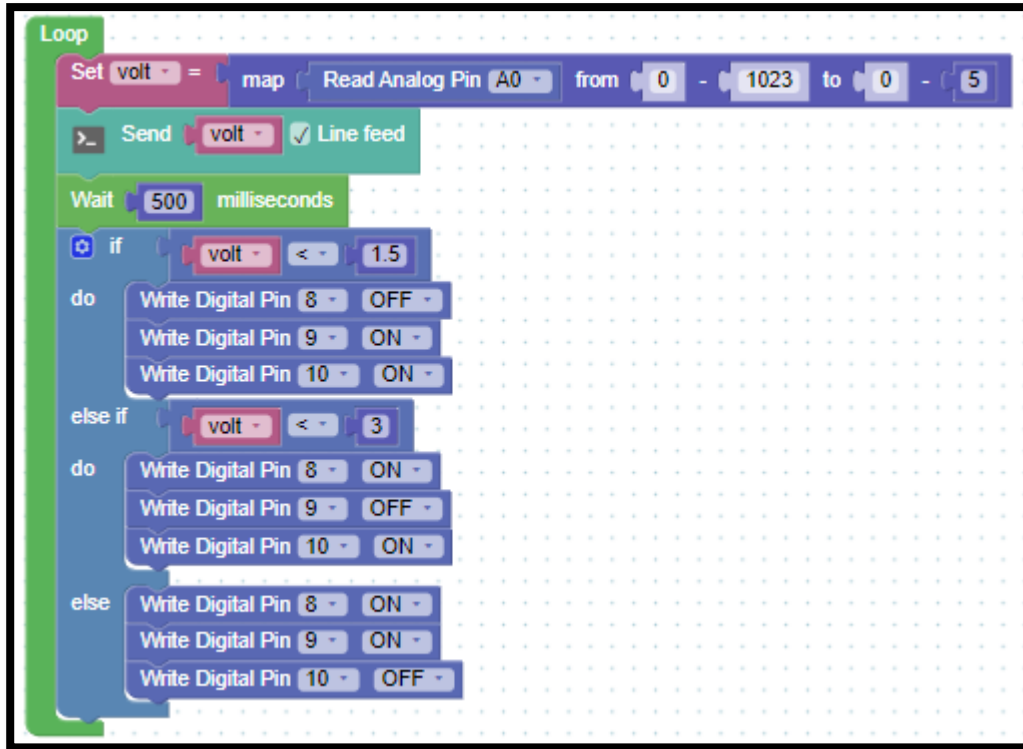 Loop
Set volt = map Read Analog Pin A0 from 0 - 1023 to 0 - 5
>_ Send volt ✓ Line feed
Wait 500 milliseconds
if volt < 1.5
do Write Digital Pin 8 OFF
Write Digital Pin 9 ON
Write Digital Pin 10 ON
else if volt < 3
do Write Digital Pin 8 ON
Write Digital Pin 9 OFF
Write Digital Pin 10 ON
else Write Digital Pin 8 ON
Write Digital Pin 9 ON
Write Digital Pin 10 OFF